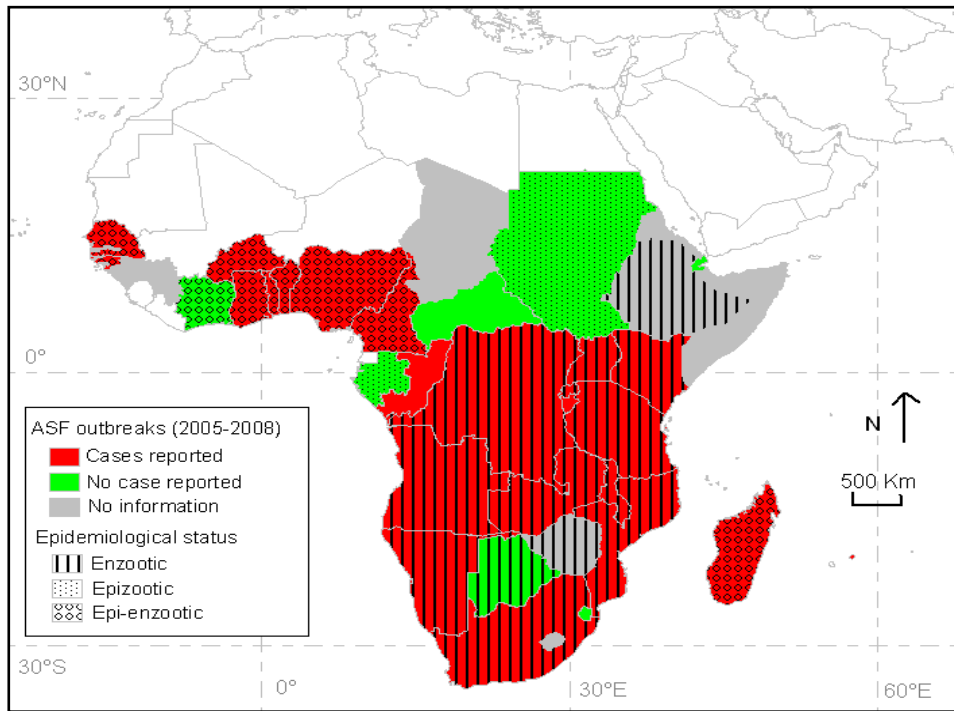 30°N
0°
ASF outbreaks (2005-2008)
Cases reported
No case reported
No information
Epidemiological status
Enzootic
Epizootic
Epi-enzootic
N
500 Km
30°S
0°
30°E
60°E